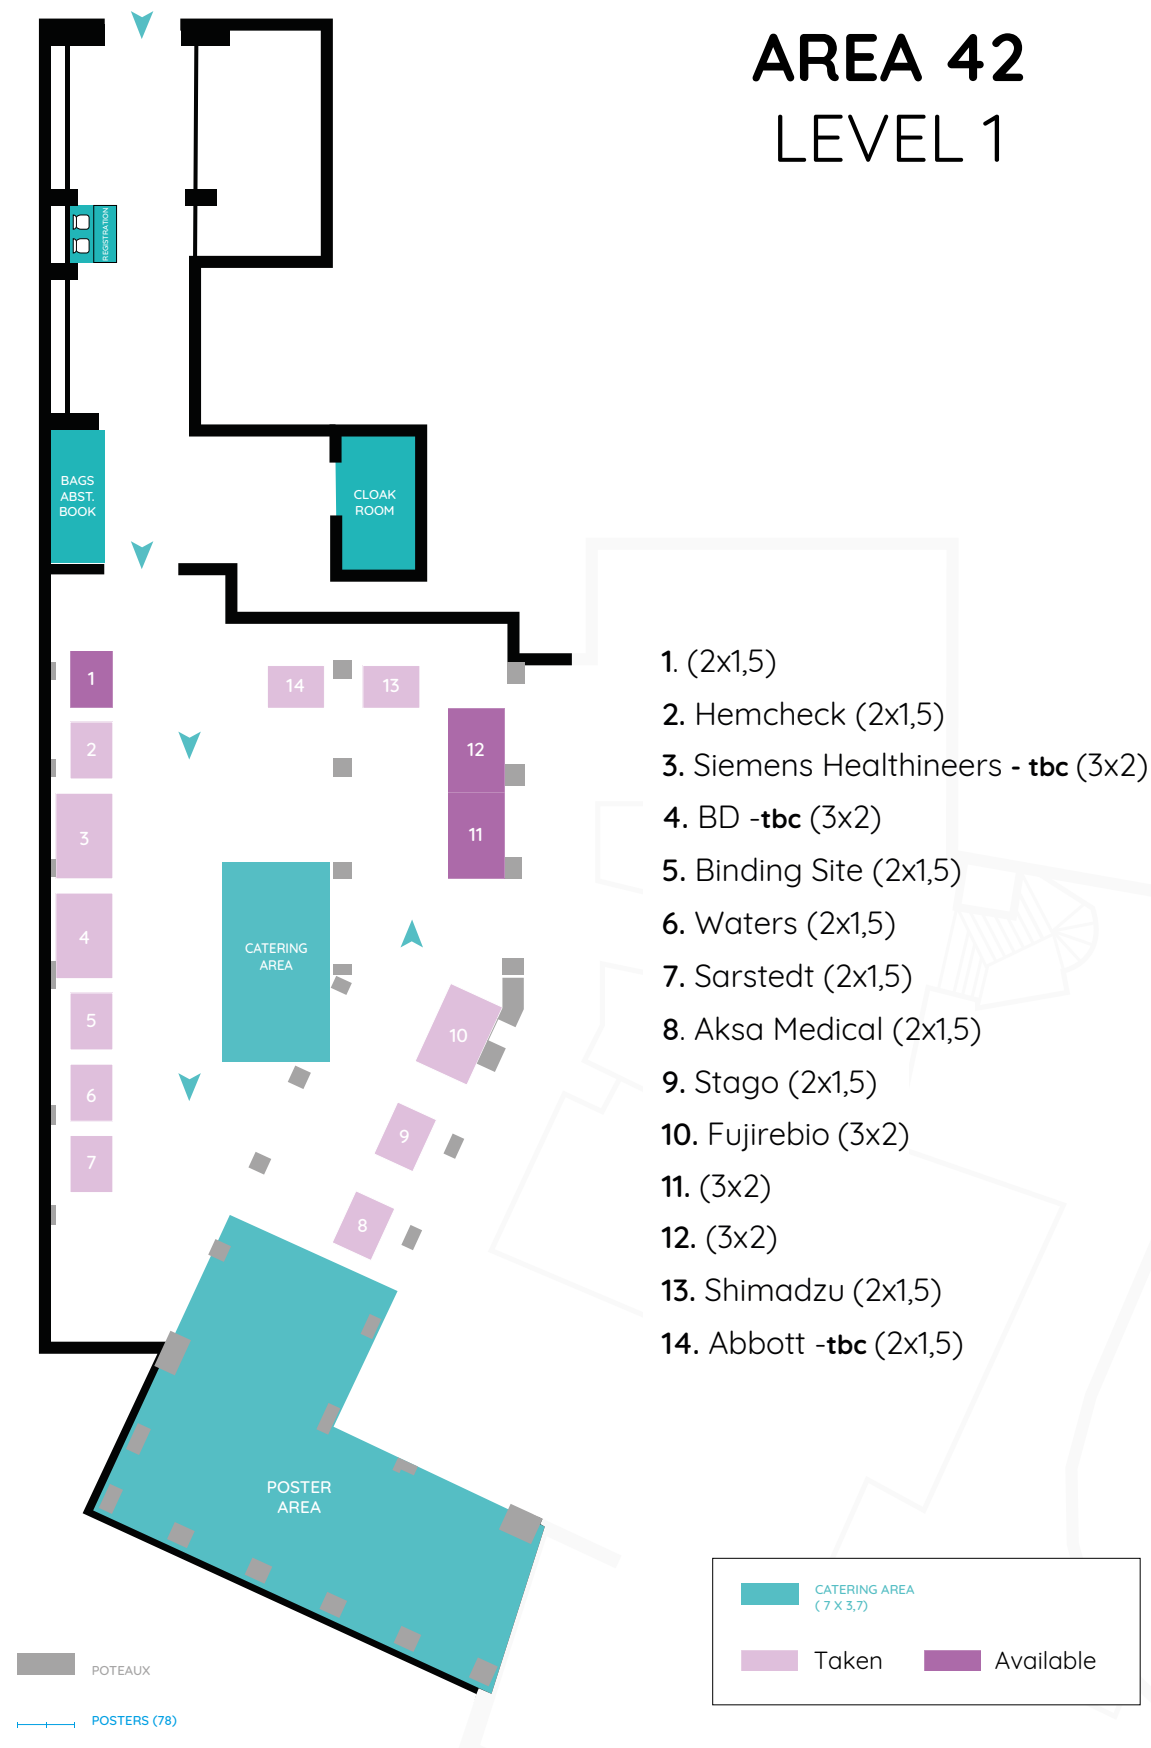 AREA 42
LEVEL 1
REGISTRATION
BAGS
ABST.
BOOK
CLOAK
ROOM
1
2
3
4
5
6
7
14
13
12
11
10
9
8
CATERING
AREA
POSTER
AREA
1. (2x1,5)
2. Hemcheck (2x1,5)
3. Siemens Healthineers - tbc (3x2)
4. BD -tbc (3x2)
5. Binding Site (2x1,5)
6. Waters (2x1,5)
7. Sarstedt (2x1,5)
8. Aksa Medical (2x1,5)
9. Stago (2x1,5)
10. Fujirebio (3x2)
11. (3x2)
12. (3x2)
13. Shimadzu (2x1,5)
14. Abbott -tbc (2x1,5)
CATERING AREA
( 7 X 3,7)
Taken
Available
POTEAUX
POSTERS (78)